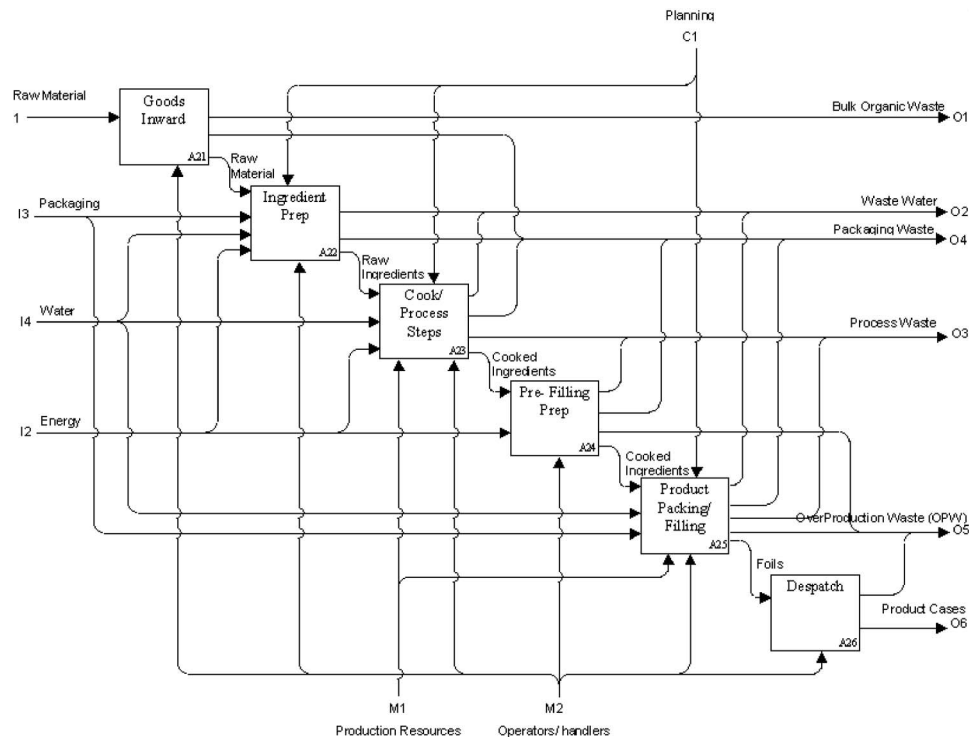 Planning
C1
Raw Material
1
Goods
Inward
A21
Bulk Organic Waste
O1
Raw
Material
I3
Packaging
Ingredient
Prep
A22
Waste Water
O2
Packaging Waste
O4
Raw
Ingredients
I4
Water
Cook/
Process
Steps
A23
Process Waste
O3
Cooked
Ingredients
Pre- Filling
Prep
A24
I2
Energy
Cooked
Ingredients
Product
Packing/
Filling
A25
OverProduction Waste (OPW)
O5
Foils
Despatch
A26
Product Cases
O6
M1
Production Resources
M2
Operators/ handlers